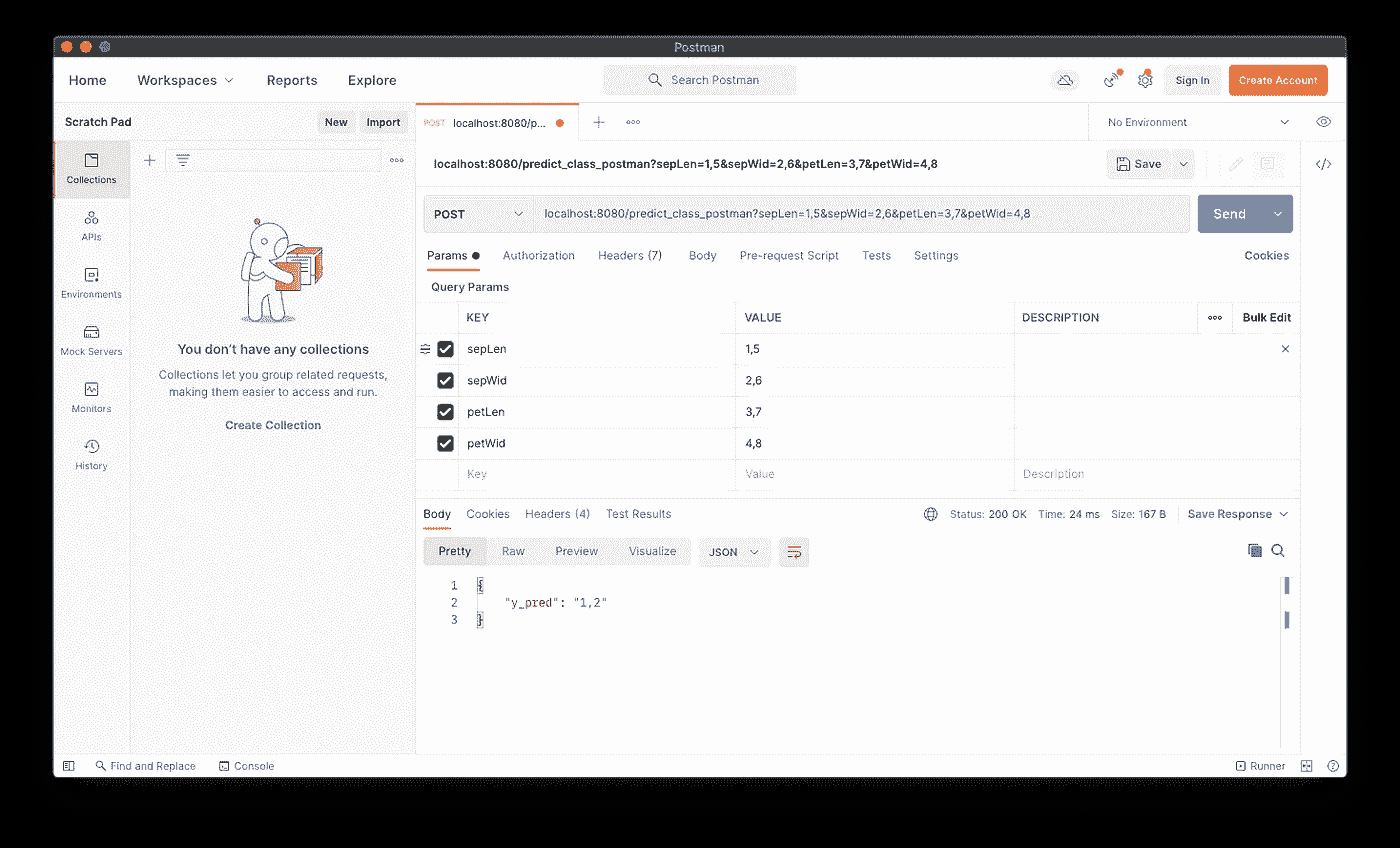 Postman
Home Workspaces Reports Explore Search Postman Sign In Create Account
Scratch Pad New Import POST localhost:8080/p... No Environment
Collections
APIs
Environments
Mock Servers
Monitors
History
You don't have any collections
Collections let you group related requests,
making them easier to access and run.
Create Collection
localhost:8080/predict_class_postman?sepLen=1,5&sepWid=2,6&petLen=3,7&petWid=4,8 Save
POST localhost:8080/predict_class_postman?sepLen=1,5&sepWid=2,6&petLen=3,7&petWid=4,8 Send
Params Authorization Headers (7) Body Pre-request Script Tests Settings Cookies
Query Params
KEY VALUE DESCRIPTION Bulk Edit
sepLen 1,5
sepWid 2,6
petLen 3,7
petWid 4,8
Key Value Description
Body Cookies Headers (4) Test Results Status: 200 OK Time: 24 ms Size: 167 B Save Response
Pretty Raw Preview Visualize JSON
1 {
2 "y_pred": "1,2"
3 }
Find and Replace Console Runner